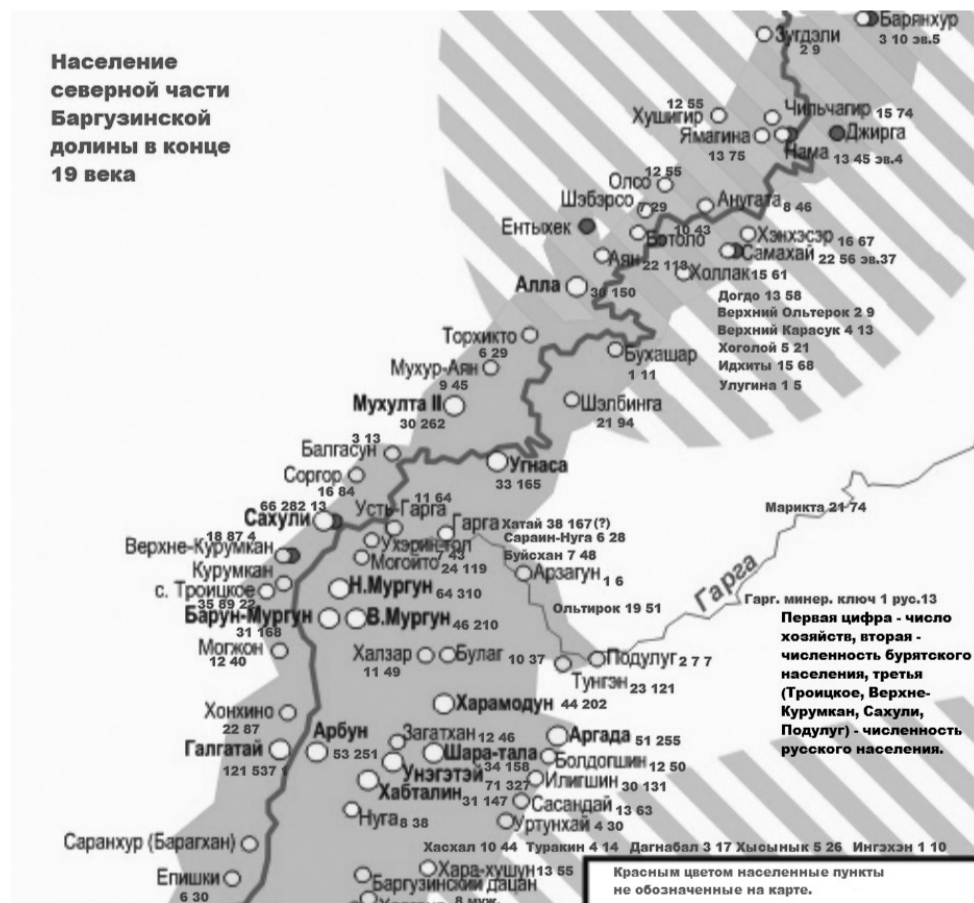 Население
северной части
Баргузинской
долины в конце
19 века
Барянхур
3 10 эв.5
Зугдэли
2 9
12 55
Хушигир
Чипьчагир 15 74
Ямагина
13 75
Нама
Джирга
13 45 эв.4
12 55
Олсо
Шэбэрсо
7 29
Анугата 8 46
Ентыхек
10 43
Ботоло
Хэнхэсэр 16 67
Самахай
22 56 эв.37
Аян
22 118
Холлак 15 61
Алла 30 150
Догдо 13 58
Верхний Ольтерок 2 9
Верхний Карасук 4 13
Хоголой 5 21
Идхиты 15 68
Улугина 1 5
Торхикто
6 29
Бухашар
1 11
Мухур-Аян
9 45
Мухулта II
30 262
Шэлбинга
21 94
3 13
Балгасун
Соргор
16 84
Угнаса
33 165
66 282 13
Сахули
11 64
Усть-Гарга
Гарга
Хатай 38 167(?)
Сараин-Нуга 6 28
Буйсхан 7 48
Марикта 21 74
18 87 4
Верхне-Курумкан
Ухэрин-тол
7 43
Могойто
24 119
Арзагун 1 6
Курумкан
с. Троицкое
35 89 22
Н.Мургун
64 310
Гарга
Ольтирок 19 51
Гарг. минер. ключ 1 рус.13
Барун-Мургун
31 168
В.Мургун 46 210
Первая цифра - число
хозяйств, вторая -
численность бурятского
населения, третья
(Троицкое, Верхне-
Курумкан, Сахули,
Подулуг) - численность
русского населения.
Могжон
12 40
Халзар
11 49
Булаг
10 37
Подулуг 2 7 7
Тунгэн 23 121
Харамодун
44 202
Хонхино
22 87
Арбун
53 251
Загатхан 12 46
Аргада 51 255
Галгатай
121 537 1
Шара-тала
34 158
Болдогшин 12 50
Унэгэтэй
71 327
Илигшин
30 131
Хабталин
31 147
Сасандай
13 63
Нуга 8 38
Уртунхай 4 30
Саранхур (Барагхан)
Хасхал 10 44 Туракин 4 14 Дагнабал 3 17 Хысынык 5 26 Ингэхэн 1 10
Епишки
6 30
Хара-хушун 13 55
Баргузинский дацан
8 муж.
Красным цветом населенные пункты
не обозначенные на карте.